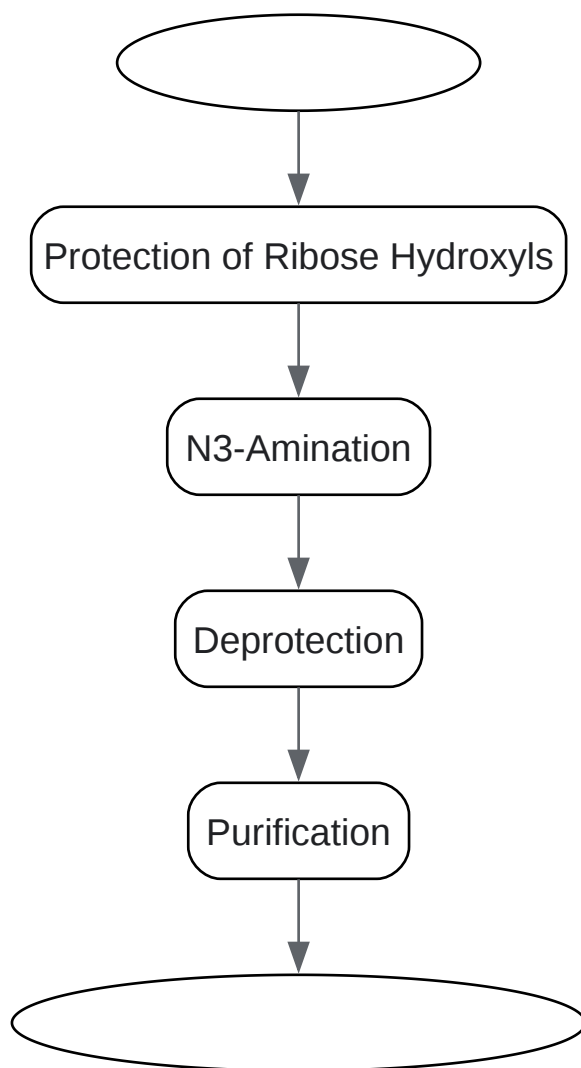 Protection of Ribose Hydroxyls
N3-Amination
Deprotection
Purification